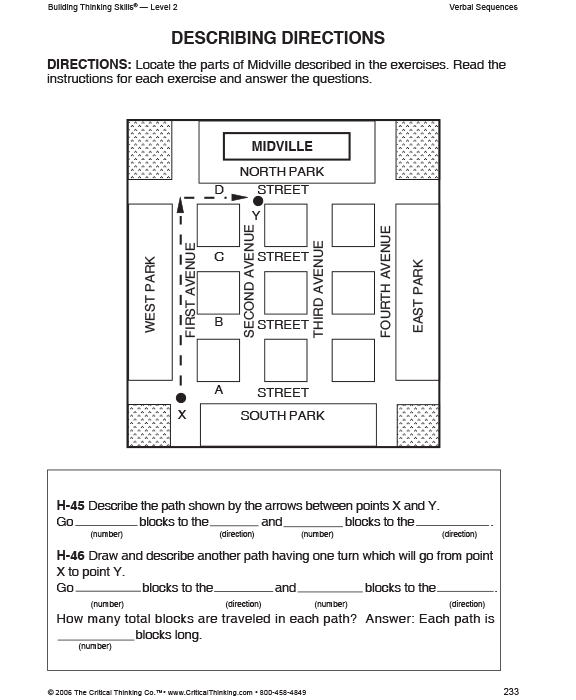 Building Thinking Skills® — Level 2 Verbal Sequences
DESCRIBING DIRECTIONS
DIRECTIONS: Locate the parts of Midville described in the exercises. Read the
instructions for each exercise and answer the questions.
MIDVILLE
NORTH PARK
D STREET
Y
C STREET
WEST PARK
FIRST AVENUE
SECOND AVENUE
THIRD AVENUE
FOURTH AVENUE
EAST PARK
B STREET
A STREET
X
SOUTH PARK
H-45 Describe the path shown by the arrows between points X and Y.
Go ________ blocks to the ________ and ________ blocks to the ________.
(number) (direction) (number) (direction)
H-46 Draw and describe another path having one turn which will go from point
X to point Y.
Go ________ blocks to the ________ and ________ blocks to the ________.
(number) (direction) (number) (direction)
How many total blocks are traveled in each path? Answer: Each path is
________ blocks long.
(number)
© 2006 The Critical Thinking Co.™ • www.CriticalThinking.com • 800-458-4849 233